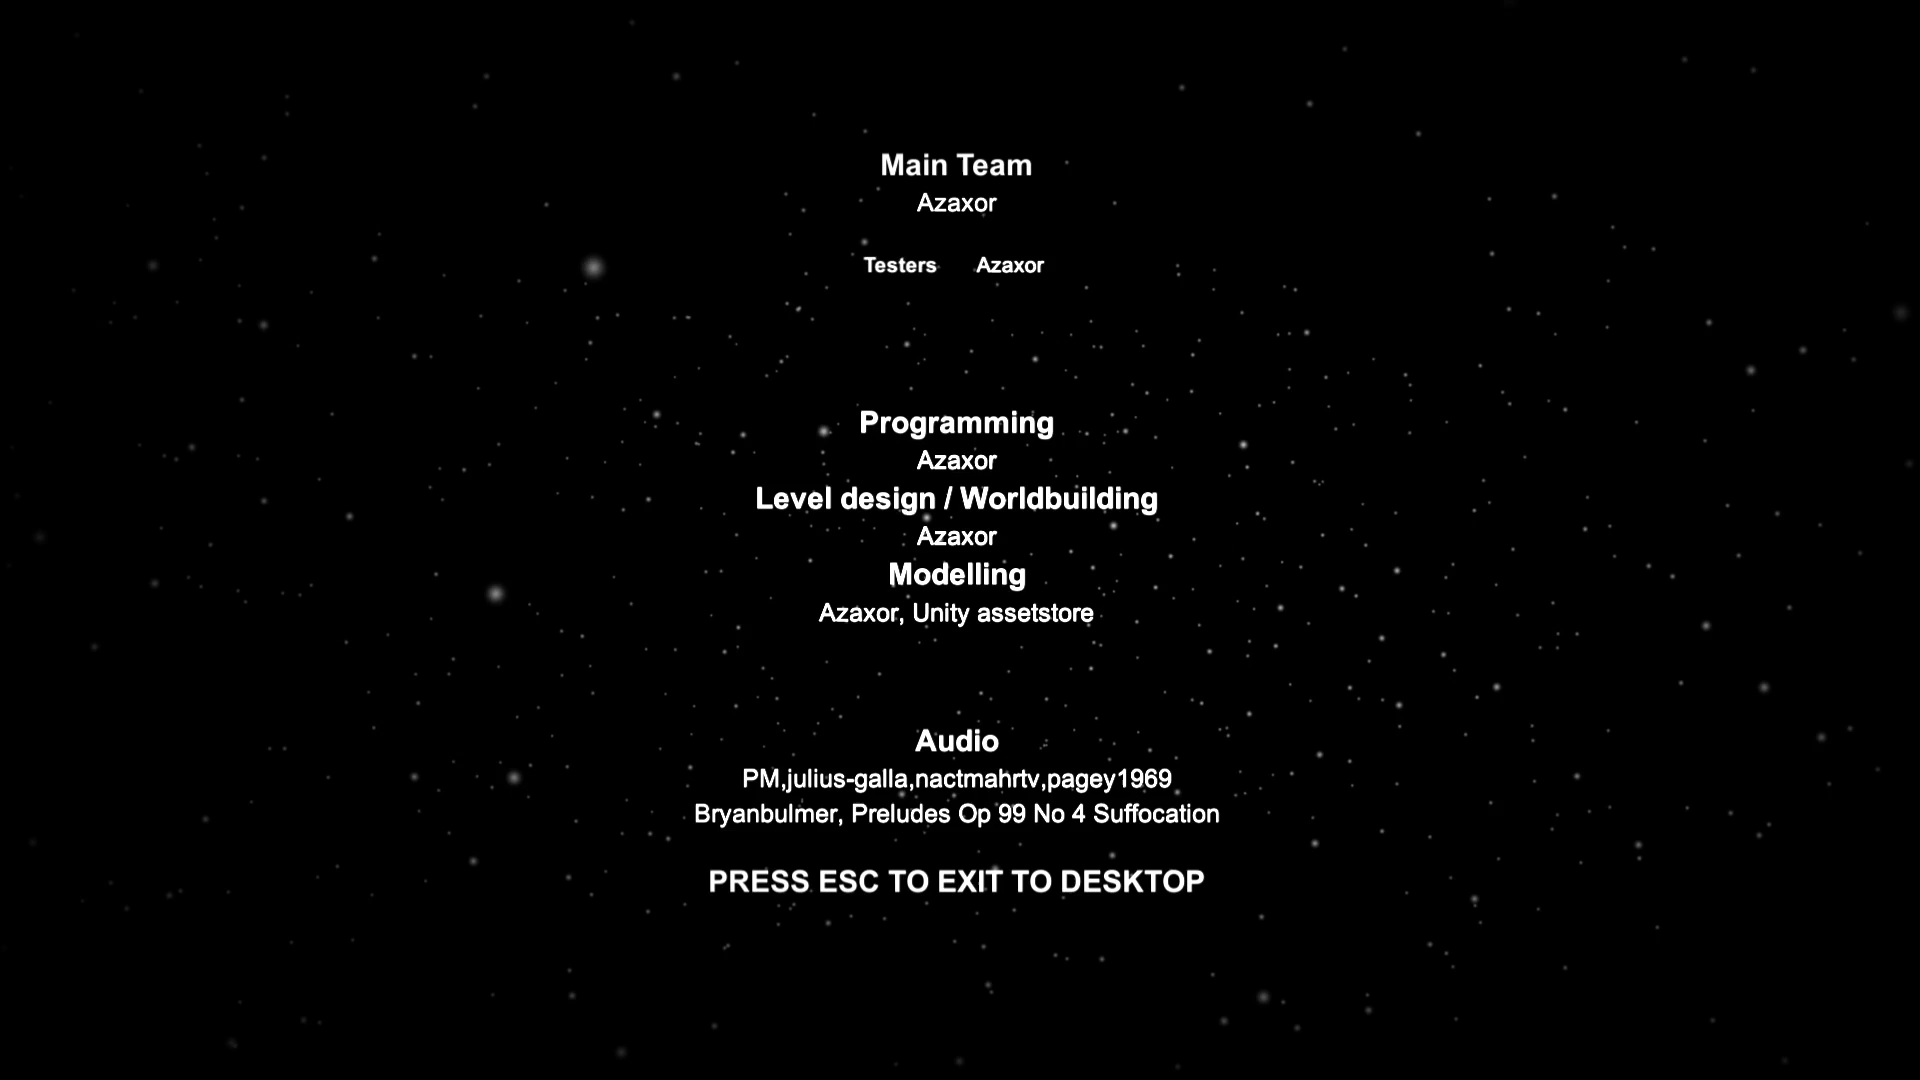 Main Team
Azaxor
Testers Azaxor
Programming
Azaxor
Level design / Worldbuilding
Azaxor
Modelling
Azaxor, Unity assetstore
Audio
PM,julius-galla,nactmahrtv,pagey1969
Bryanbulmer, Preludes Op 99 No 4 Suffocation
PRESS ESC TO EXIT TO DESKTOP